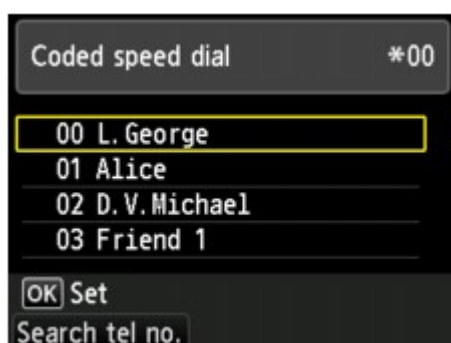 Coded speed dial *00
00 L.George
01 Alice
02 D.V.Michael
03 Friend 1
OK Set
Search tel no.